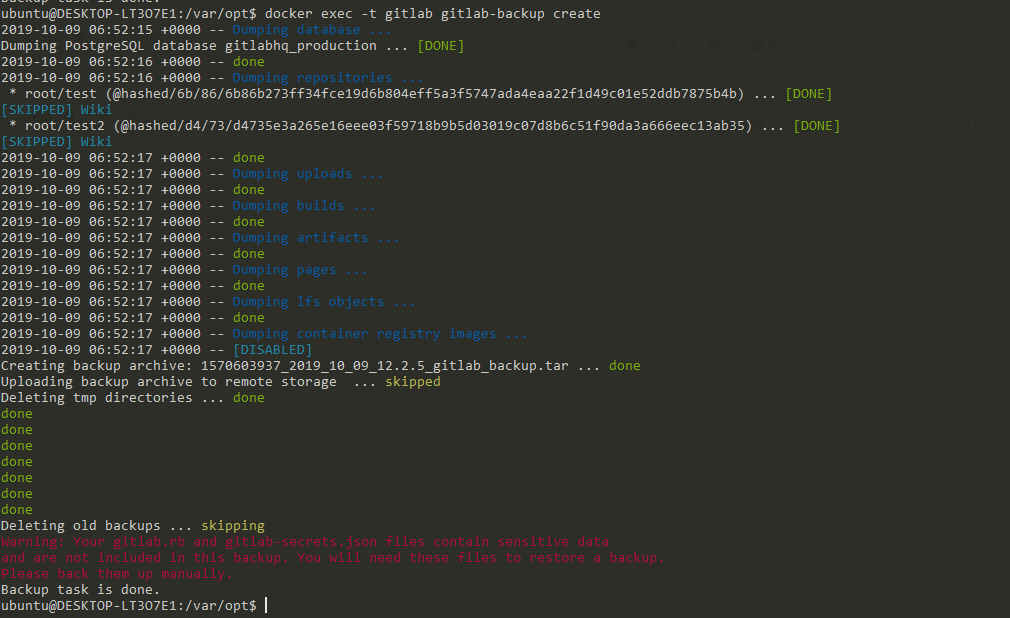 Backup task is done.
ubuntu@DESKTOP-LT3O7E1:/var/opt$ docker exec -t gitlab gitlab-backup create
2019-10-09 06:52:15 +0000 -- Dumping database ...
Dumping PostgreSQL database gitlabhq_production ... [DONE]
2019-10-09 06:52:16 +0000 -- done
2019-10-09 06:52:16 +0000 -- Dumping repositories ...
 * root/test (@hashed/6b/86/6b86b273ff34fce19d6b804eff5a3f5747ada4eaa22f1d49c01e52ddb7875b4b) ... [DONE]
[SKIPPED] Wiki
 * root/test2 (@hashed/d4/73/d4735e3a265e16eee03f59718b9b5d03019c07d8b6c51f90da3a666eec13ab35) ... [DONE]
[SKIPPED] Wiki
2019-10-09 06:52:17 +0000 -- done
2019-10-09 06:52:17 +0000 -- Dumping uploads ...
2019-10-09 06:52:17 +0000 -- done
2019-10-09 06:52:17 +0000 -- Dumping builds ...
2019-10-09 06:52:17 +0000 -- done
2019-10-09 06:52:17 +0000 -- Dumping artifacts ...
2019-10-09 06:52:17 +0000 -- done
2019-10-09 06:52:17 +0000 -- Dumping pages ...
2019-10-09 06:52:17 +0000 -- done
2019-10-09 06:52:17 +0000 -- Dumping lfs objects ...
2019-10-09 06:52:17 +0000 -- done
2019-10-09 06:52:17 +0000 -- Dumping container registry images ...
2019-10-09 06:52:17 +0000 -- [DISABLED]
Creating backup archive: 1570603937_2019_10_09_12.2.5_gitlab_backup.tar ... done
Uploading backup archive to remote storage  ... skipped
Deleting tmp directories ... done
done
done
done
done
done
done
done
Deleting old backups ... skipping
Warning: Your gitlab.rb and gitlab-secrets.json files contain sensitive data
and are not included in this backup. You will need these files to restore a backup.
Please back them up manually.
Backup task is done.
ubuntu@DESKTOP-LT3O7E1:/var/opt$